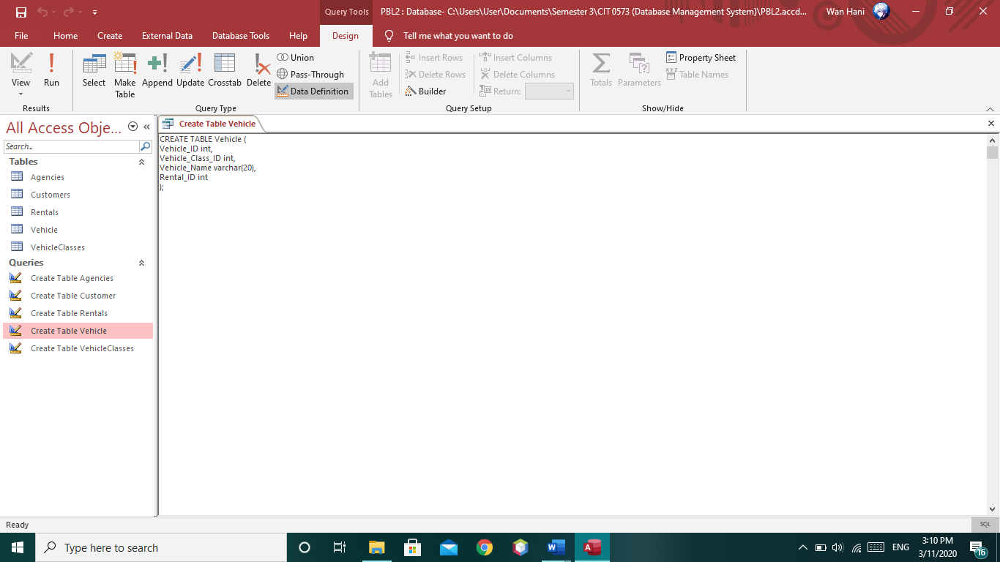 Query Tools
PBL2 : Database- C:\Users\User\Documents\Semester 3\CIT 0573 (Database Management System)\PBL2.accd...
Wan Hani
File Home Create External Data Database Tools Help Design Tell me what you want to do
View
Run
Results
Select
Make Table
Append
Update
Crosstab
Delete
Union
Pass-Through
Data Definition
Query Type
Add Tables
Insert Rows
Delete Rows
Builder
Insert Columns
Delete Columns
Return:
Query Setup
Totals
Parameters
Property Sheet
Table Names
Show/Hide
All Access Obje...
Search...
Tables
Agencies
Customers
Rentals
Vehicle
VehicleClasses
Queries
Create Table Agencies
Create Table Customer
Create Table Rentals
Create Table Vehicle
Create Table VehicleClasses
Create Table Vehicle
CREATE TABLE Vehicle (
Vehicle_ID int,
Vehicle_Class_ID int,
Vehicle_Name varchar(20),
Rental_ID int
);
Ready
SQL
Type here to search
ENG
3:10 PM
3/11/2020
16